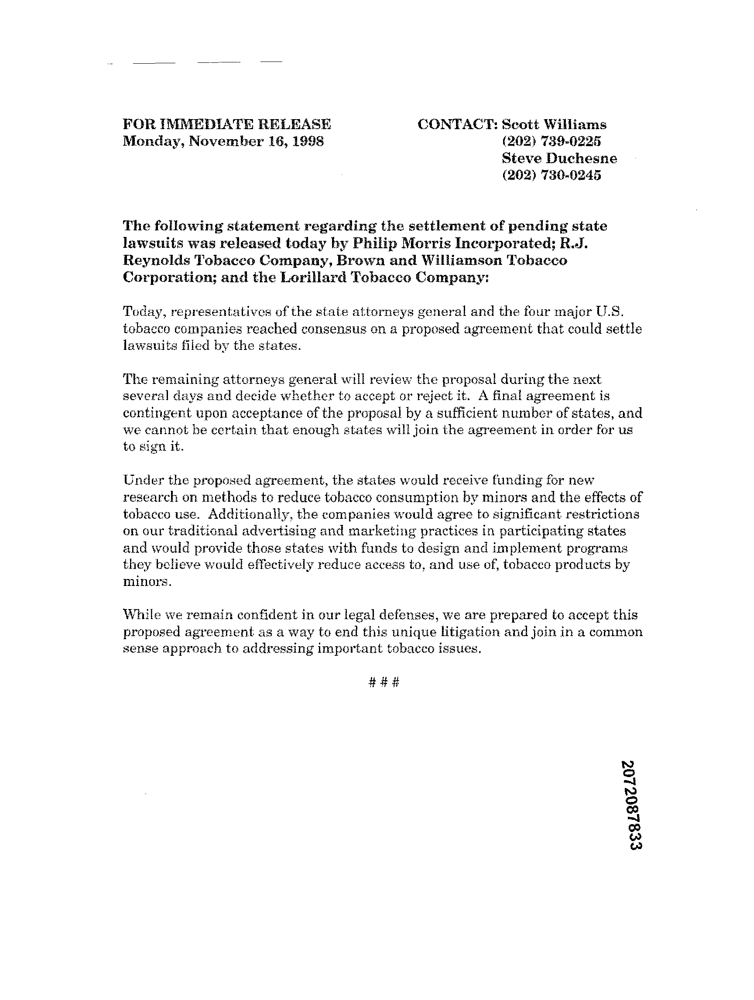 FOR IMMEDIATE RELEASE
Monday, November 16, 1998
CONTACT: Scott Williams
(202) 739-0225
Steve Duchesne
(202) 730-0245
The following statement regarding the settlement of pending state
lawsuits was released today by Philip Morris Incorporated; R.J.
Reynolds Tobacco Company, Brown and Williamson Tobacco
Corporation; and the Lorillard Tobacco Company:
Today, representatives of the state attorneys general and the four major U.S.
tobacco companies reached consensus on a proposed agreement that could settle
lawsuits filed by the states.
The remaining attorneys general will review the proposal during the next
several days and decide whether to accept or reject it. A final agreement is
contingent upon acceptance of the proposal by a sufficient number of states, and
we cannot be certain that enough states will join the agreement in order for us
to sign it.
Under the proposed agreement, the states would receive funding for new
research on methods to reduce tobacco consumption by minors and the effects of
tobacco use. Additionally, the companies would agree to significant restrictions
on our traditional advertising and marketing practices in participating states
and would provide those states with funds to design and implement programs
they believe would effectively reduce access to, and use of, tobacco products by
minors.
While we remain confident in our legal defenses, we are prepared to accept this
proposed agreement as a way to end this unique litigation and join in a common
sense approach to addressing important tobacco issues.
# # #
2072087833